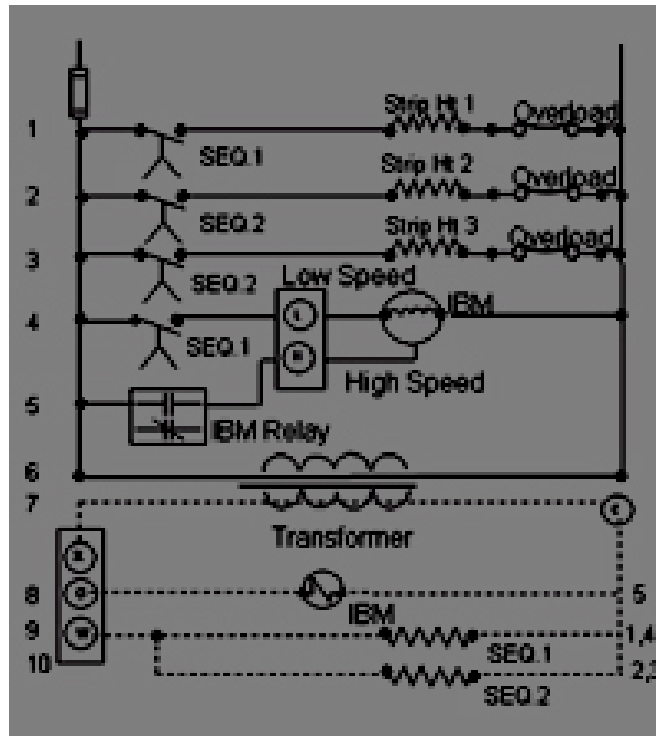 1 Strip Ht 1 Overload
SEQ.1
2 Strip Ht 2 Overload
SEQ.2
3 Strip Ht 3 Overload
SEQ.2 Low Speed
4 L IBM
SEQ.1 High Speed
5 IBM Relay
6
7
Transformer
8 IBM
9 SEQ.1 1,4
10 SEQ.2